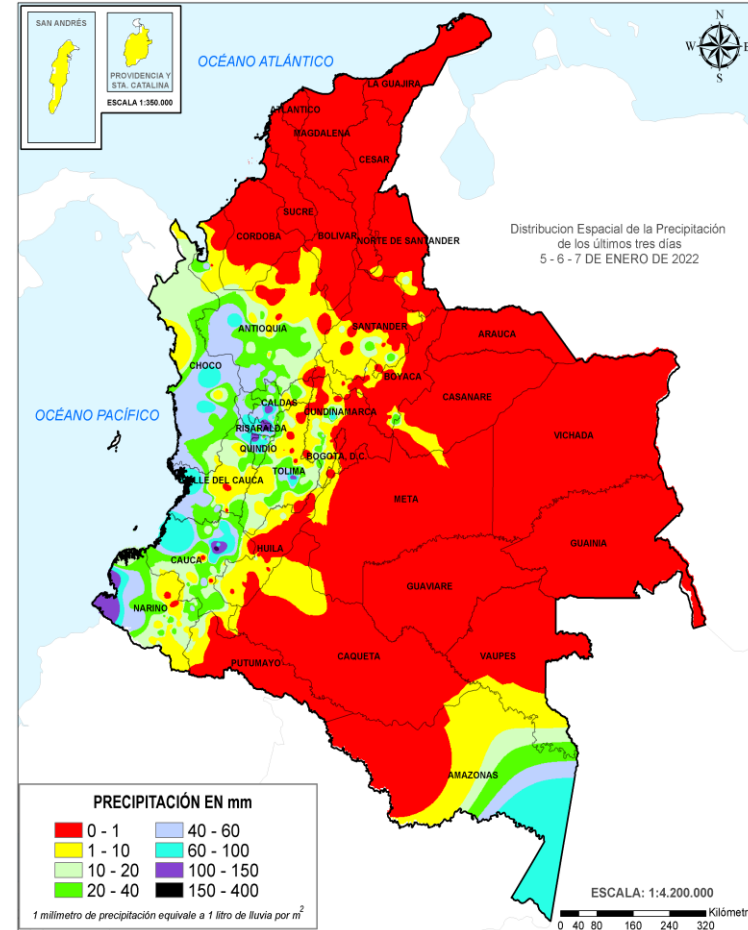 SAN ANDRÉS
PROVIDENCIA Y
STA. CATALINA
ESCALA 1:350.000
OCÉANO ATLÁNTICO
N
W
E
S
LA GUAJIRA
ATLANTICO
MAGDALENA
CESAR
SUCRE
CORDOBA
BOLIVAR
NORTE DE SANTANDER
Distribucion Espacial de la Precipitación
de los últimos tres días
5 - 6 - 7 DE ENERO DE 2022
ANTIOQUIA
SANTANDER
ARAUCA
CHOCO
BOYACA
CASANARE
CALDAS
CUNDINAMARCA
OCÉANO PACÍFICO
RISARALDA
VICHADA
QUINDIO
BOGOTA, D.C.
TOLIMA
VALLE DEL CAUCA
META
GUAINIA
CAUCA
HUILA
GUAVIARE
NARINO
CAQUETA
VAUPES
PUTUMAYO
AMAZONAS
PRECIPITACIÓN EN mm
0 - 1
40 - 60
1 - 10
60 - 100
10 - 20
100 - 150
20 - 40
150 - 400
1 milímetro de precipitación equivale a 1 litro de lluvia por m²
ESCALA: 1:4.200.000
Kilómetr
0 40 80 160 240 320